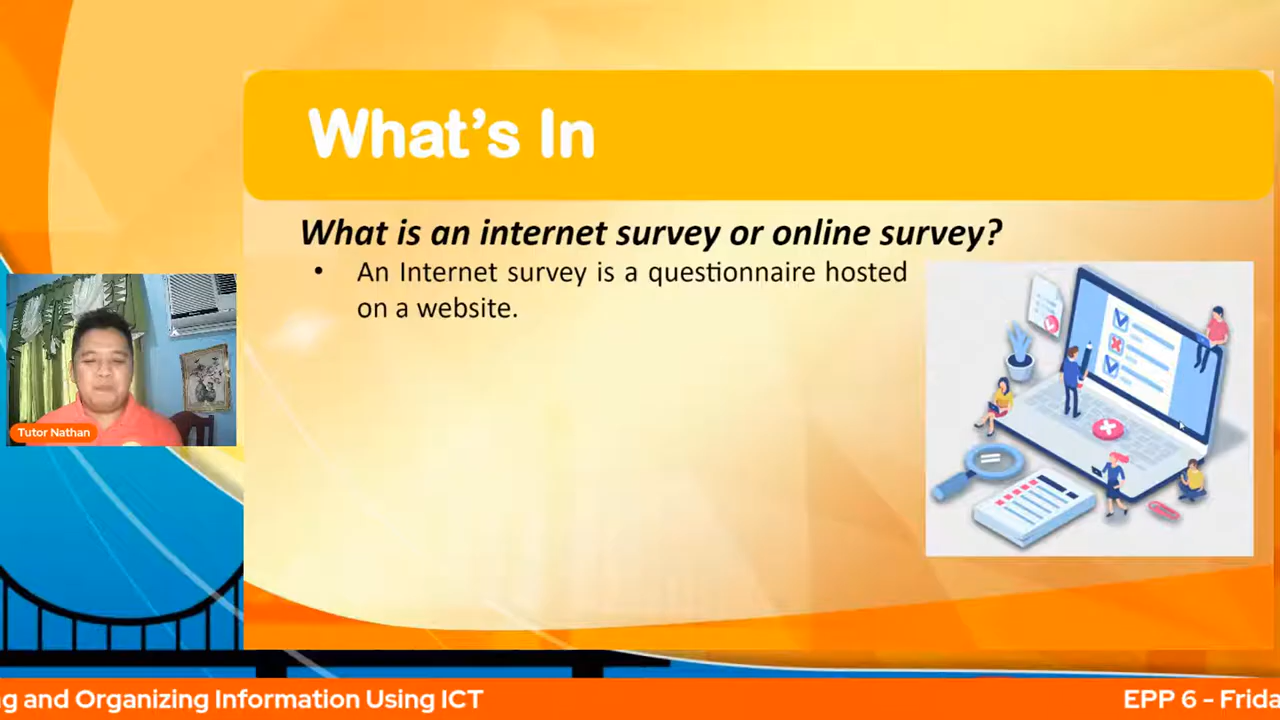 What's In
What is an internet survey or online survey?
• An Internet survey is a questionnaire hosted
on a website.
Tutor Nathan
and Organizing Information Using ICT
EPP 6 -